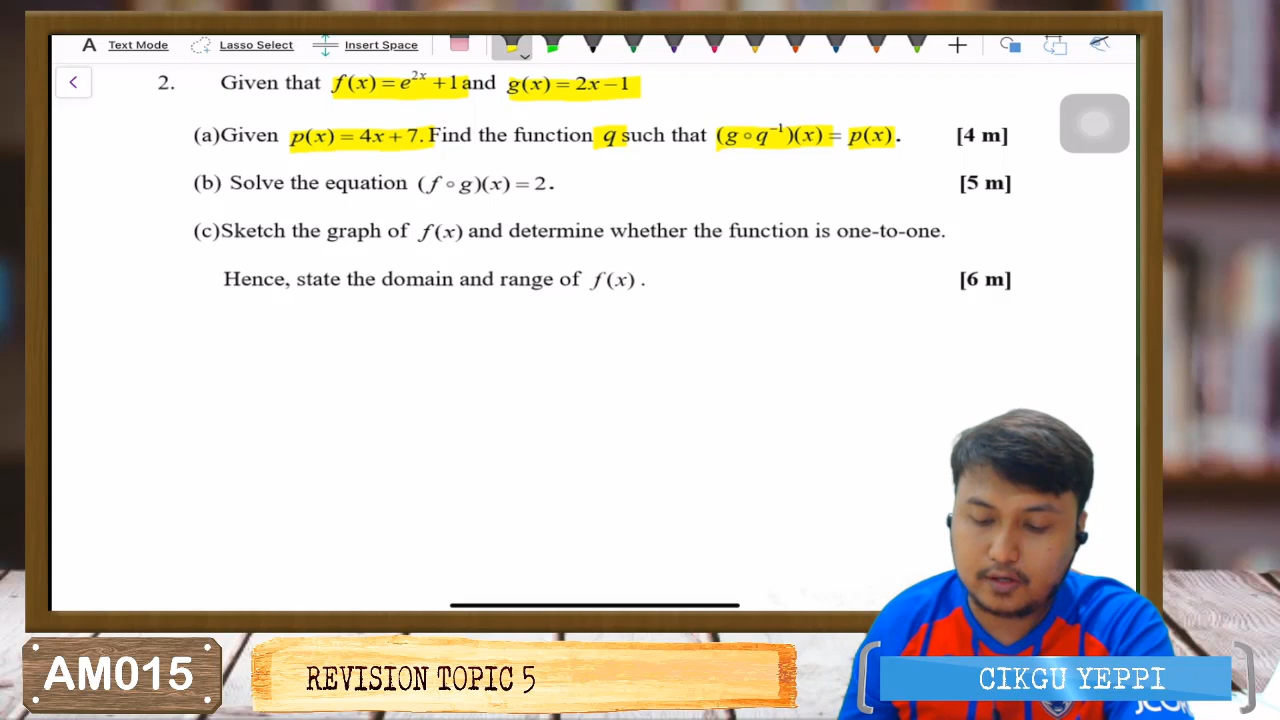 A Text Mode Lasso Select Insert Space
2. Given that f(x) = e^{2x} + 1 and g(x) = 2x − 1
(a)Given p(x) = 4x + 7. Find the function q such that (g ∘ q^{−1})(x) = p(x). [4 m]
(b) Solve the equation (f ∘ g)(x) = 2. [5 m]
(c)Sketch the graph of f(x) and determine whether the function is one-to-one.
Hence, state the domain and range of f(x). [6 m]
AM015
REVISION TOPIC 5
CIKGU YEPPI